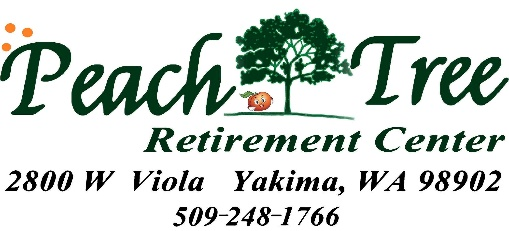 Peach Tree
Retirement Center
2800 W Viola Yakima, WA 98902
509-248-1766